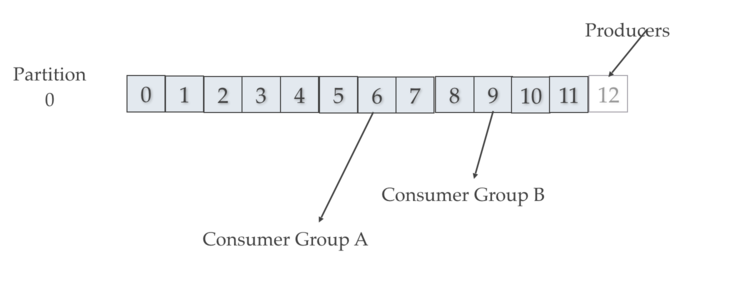 Producers
Partition
0
0 1 2 3 4 5 6 7 8 9 10 11 12
Consumer Group B
Consumer Group A